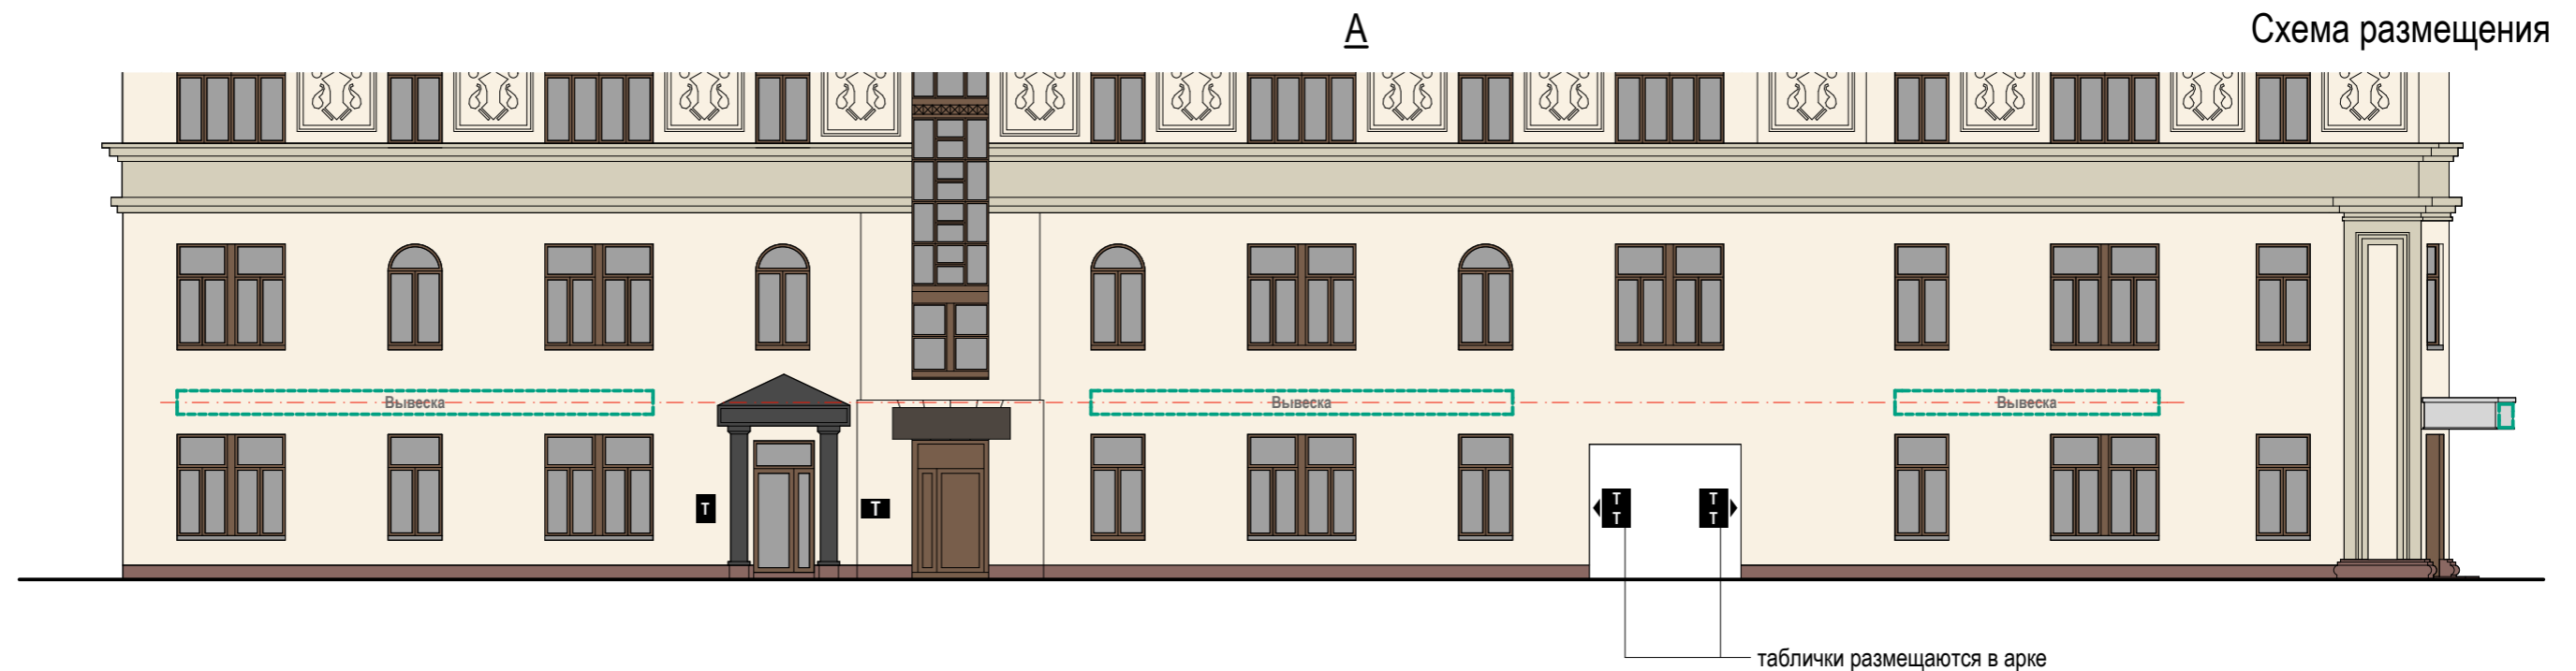 А
Схема размещения
Вывеска
Вывеска
Вывеска
Т
Т
Т
Т
Т
Т
таблички размещаются в арке